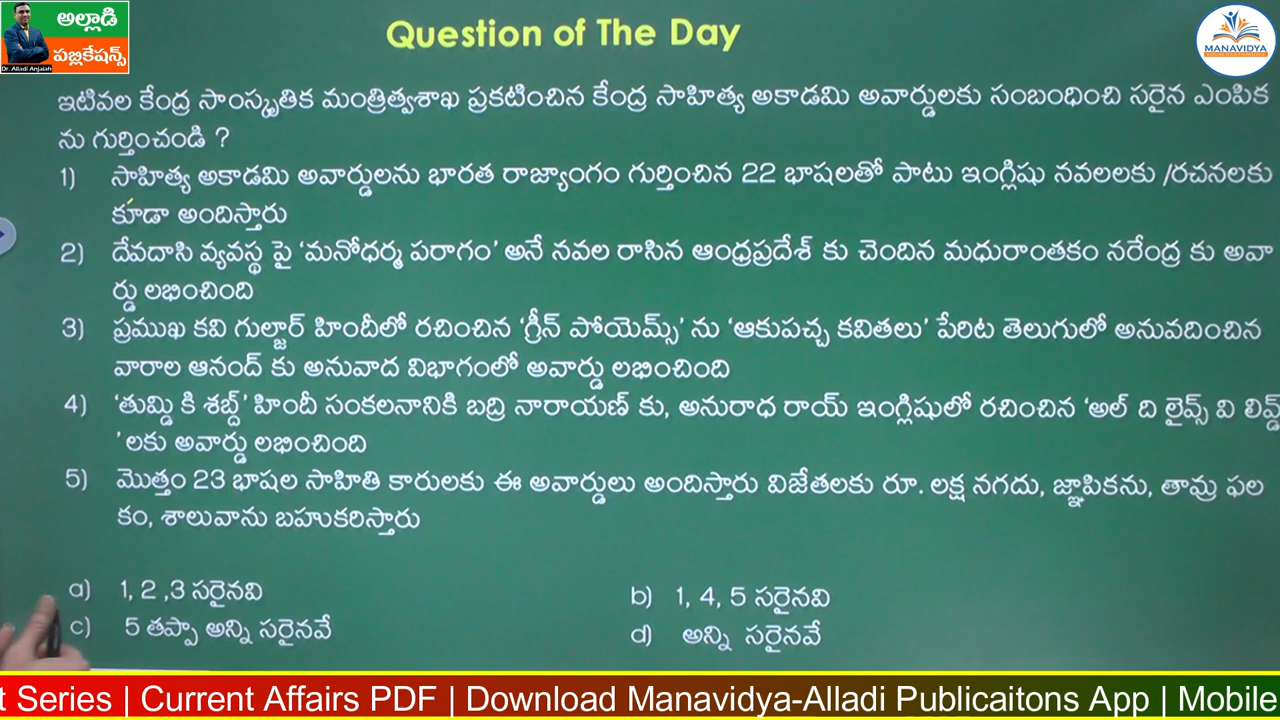 అల్లాడి
పబ్లికేషన్స్
Dr. Alladi Anjaiah
Question of The Day
MANAVIDYA
ఇటీవల కేంద్ర సాంస్కృతిక మంత్రిత్వశాఖ ప్రకటించిన కేంద్ర సాహిత్య అకాడమి అవార్డులకు సంబంధించి సరైన ఎంపిక
ను గుర్తించండి ?
1) సాహిత్య అకాడమి అవార్డులను భారత రాజ్యాంగం గుర్తించిన 22 భాషలతో పాటు ఇంగ్లిషు నవలలకు /రచనలకు
కూడా అందిస్తారు
2) దేవదాసి వ్యవస్థ పై 'మనోధర్మ పరాగం' అనే నవల రాసిన ఆంధ్రప్రదేశ్ కు చెందిన మధురాంతకం నరేంద్ర కు అవా
ర్డు లభించింది
3) ప్రముఖ కవి గుల్జార్ హిందీలో రచించిన 'గ్రీన్ పోయెమ్స్' ను 'ఆకుపచ్చ కవితలు' పేరిట తెలుగులో అనువదించిన
వారాల ఆనంద్ కు అనువాద విభాగంలో అవార్డు లభించింది
4) 'తుమ్డి కి శబ్ద్' హిందీ సంకలనానికి బద్రి నారాయణ్ కు, అనురాధ రాయ్ ఇంగ్లిషులో రచించిన 'అల్ ది లైవ్స్ వి లివ్డ్
' లకు అవార్డు లభించింది
5) మొత్తం 23 భాషల సాహితి కారులకు ఈ అవార్డులు అందిస్తారు విజేతలకు రూ. లక్ష నగదు, జ్ఞాపికను, తామ్ర ఫల
కం, శాలువాను బహుకరిస్తారు
a) 1, 2 ,3 సరైనవి
b) 1, 4, 5 సరైనవి
c) 5 తప్పా అన్ని సరైనవే
d) అన్ని సరైనవే
t Series | Current Affairs PDF | Download Manavidya-Alladi Publicaitons App | Mobile